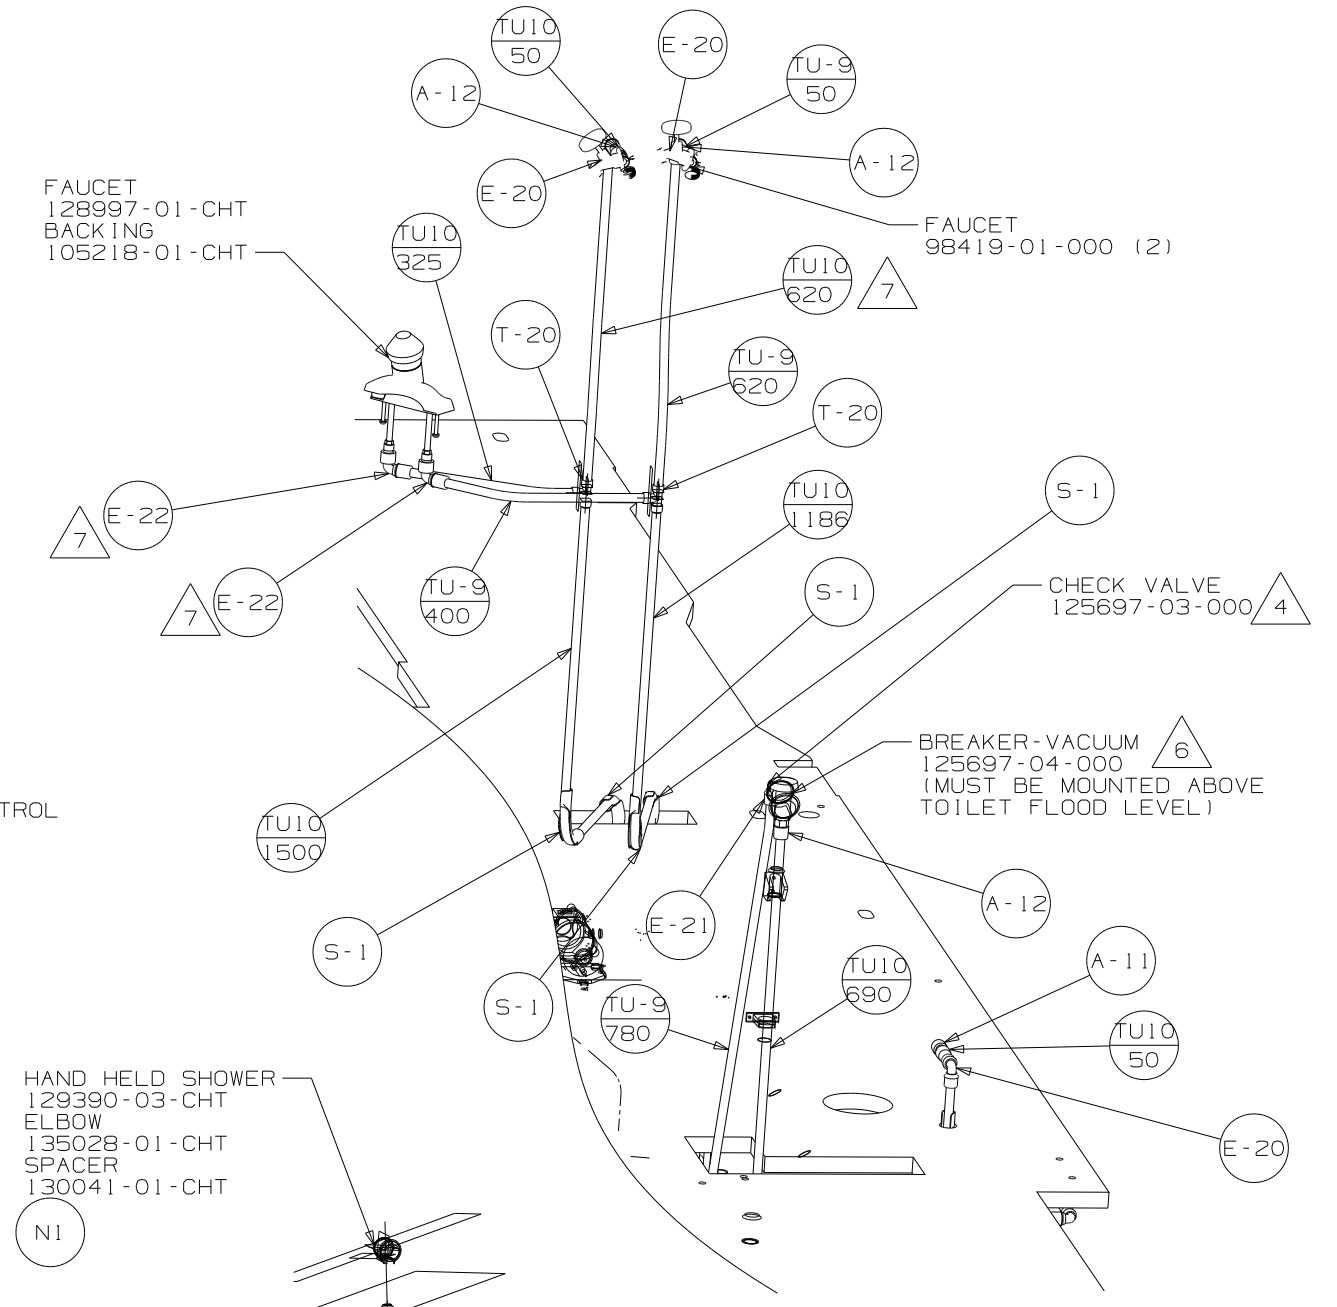 TU10
50
E-20
TU-9
50
A-12
A-12
E-20
FAUCET
128997-01-CHT
BACKING
105218-01-CHT
TU10
325
FAUCET
98419-01-000 (2)
TU10
620
7
T-20
TU-9
620
T-20
TU10
1186
S-1
E-22
7
E-22
7
TU-9
400
S-1
CHECK VALVE
125697-03-000
4
BREAKER-VACUUM
125697-04-000
(MUST BE MOUNTED ABOVE
TOILET FLOOD LEVEL)
6
TROL
TU10
1500
A-12
E-21
S-1
A-11
TU10
690
S-1
TU-9
780
TU10
50
HAND HELD SHOWER
129390-03-CHT
ELBOW
135028-01-CHT
SPACER
130041-01-CHT
E-20
N1